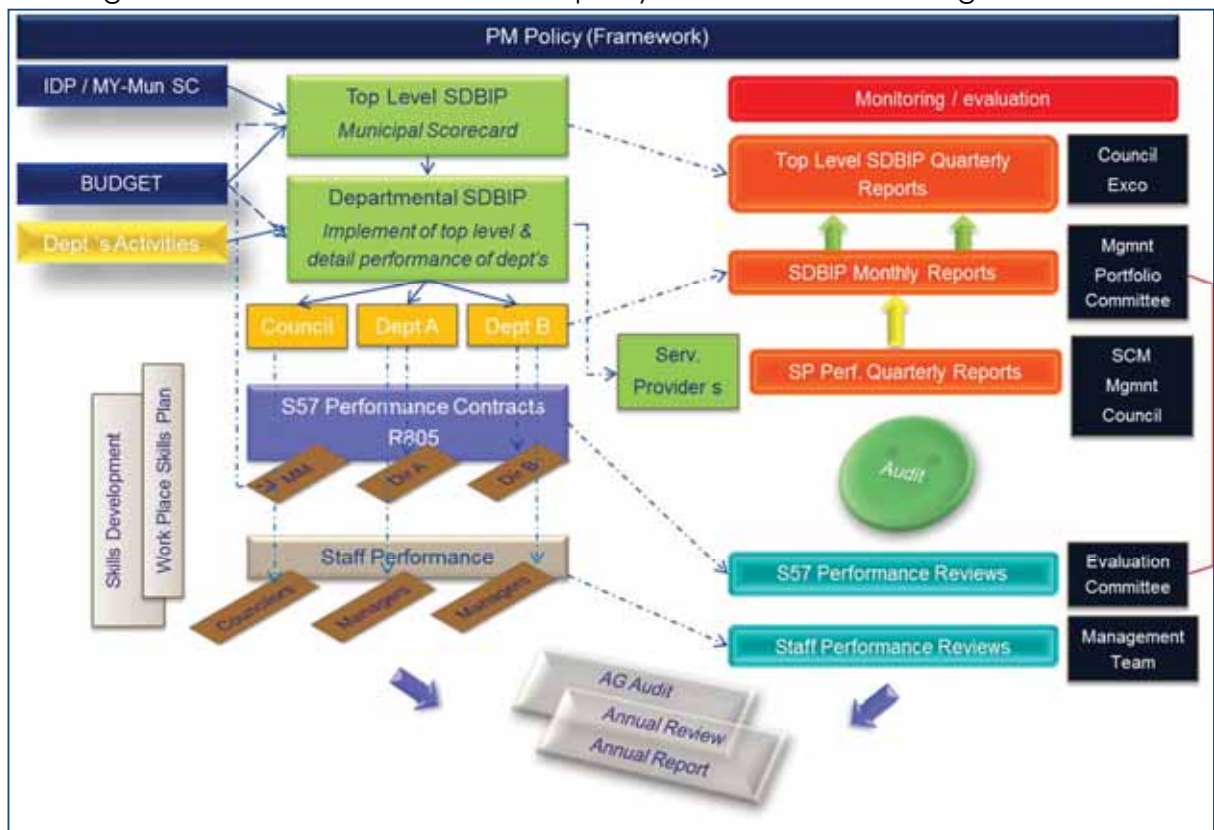 PM Policy (Framework)
IDP / MY-Mun SC
BUDGET
Dept 's Activities
Top Level SDBIP
Municipal Scorecard
Departmental SDBIP
Implement of top level &
detail performance of dept's
Council
Dept A
Dept B
Serv.
Provider s
S57 Performance Contracts
R805
MM
Dir A
Dir B
Staff Performance
Councilors
Managers
Managers
Skills Development
Work Place Skills Plan
Monitoring / evaluation
Top Level SDBIP Quarterly
Reports
Council
Exco
SDBIP Monthly Reports
Mgmnt
Portfolio
Committee
SP Perf. Quarterly Reports
SCM
Mgmnt
Council
Audit
S57 Performance Reviews
Evaluation
Committee
Staff Performance Reviews
Management
Team
AG Audit
Annual Review
Annual Report